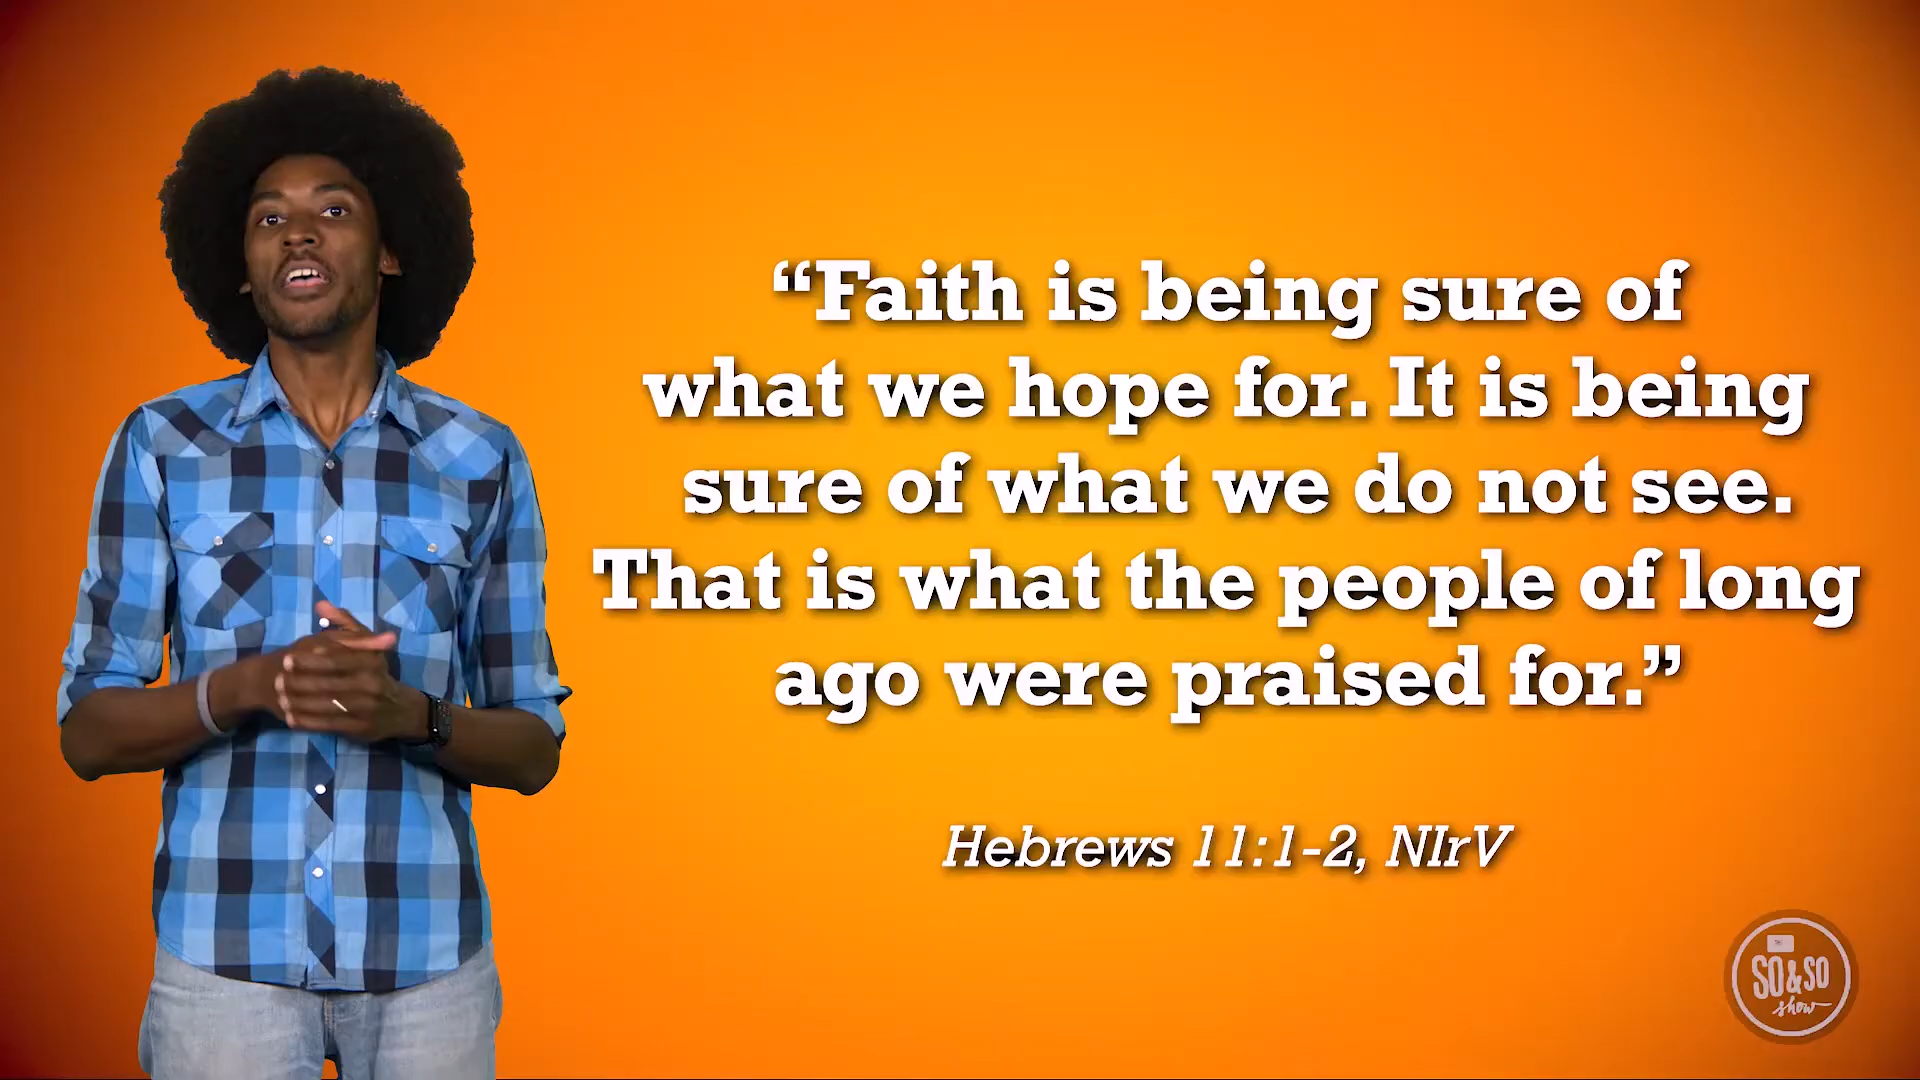 “Faith is being sure of
what we hope for. It is being
sure of what we do not see.
That is what the people of long
ago were praised for.”
Hebrews 11:1-2, NIrV
SO&SO
show